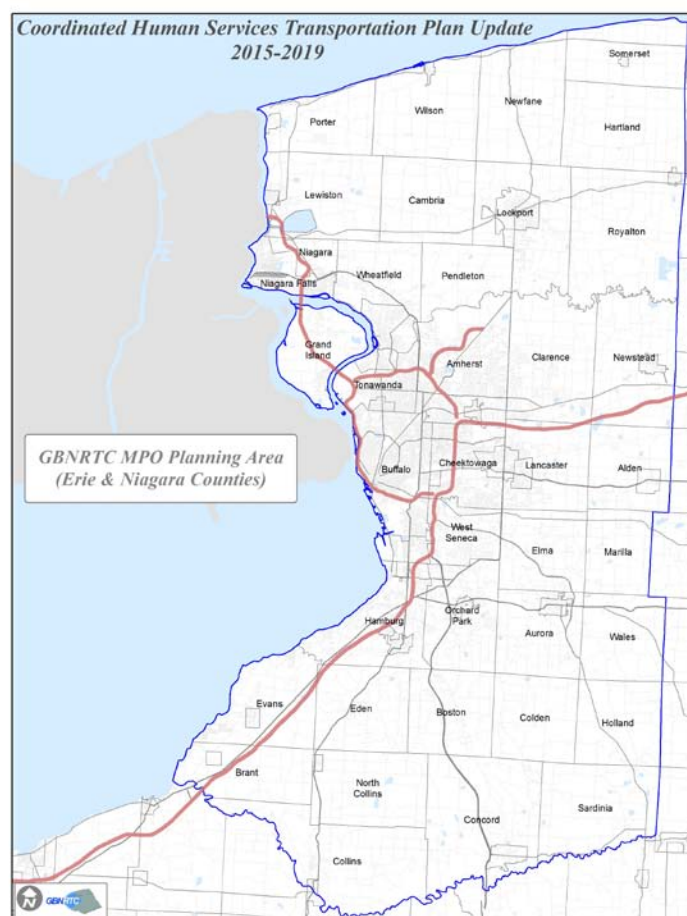 Coordinated Human Services Transportation Plan Update
2015-2019
Somerset
Newfane
Wilson
Porter
Hartland
Lewiston
Cambria
Lockport
Royalton
Niagara
Wheatfield
Pendleton
Niagara Falls
Grand
Island
Amherst
Clarence
Newstead
Tonawanda
GBNRTC MPO Planning Area
(Erie & Niagara Counties)
Buffalo
Cheektowaga
Lancaster
Alden
West
Seneca
Elma
Marilla
Hamburg
Orchard
Park
Aurora
Wales
Evans
Eden
Boston
Colden
Holland
Brant
North
Collins
Concord
Sardinia
Collins
N
GBNRTC